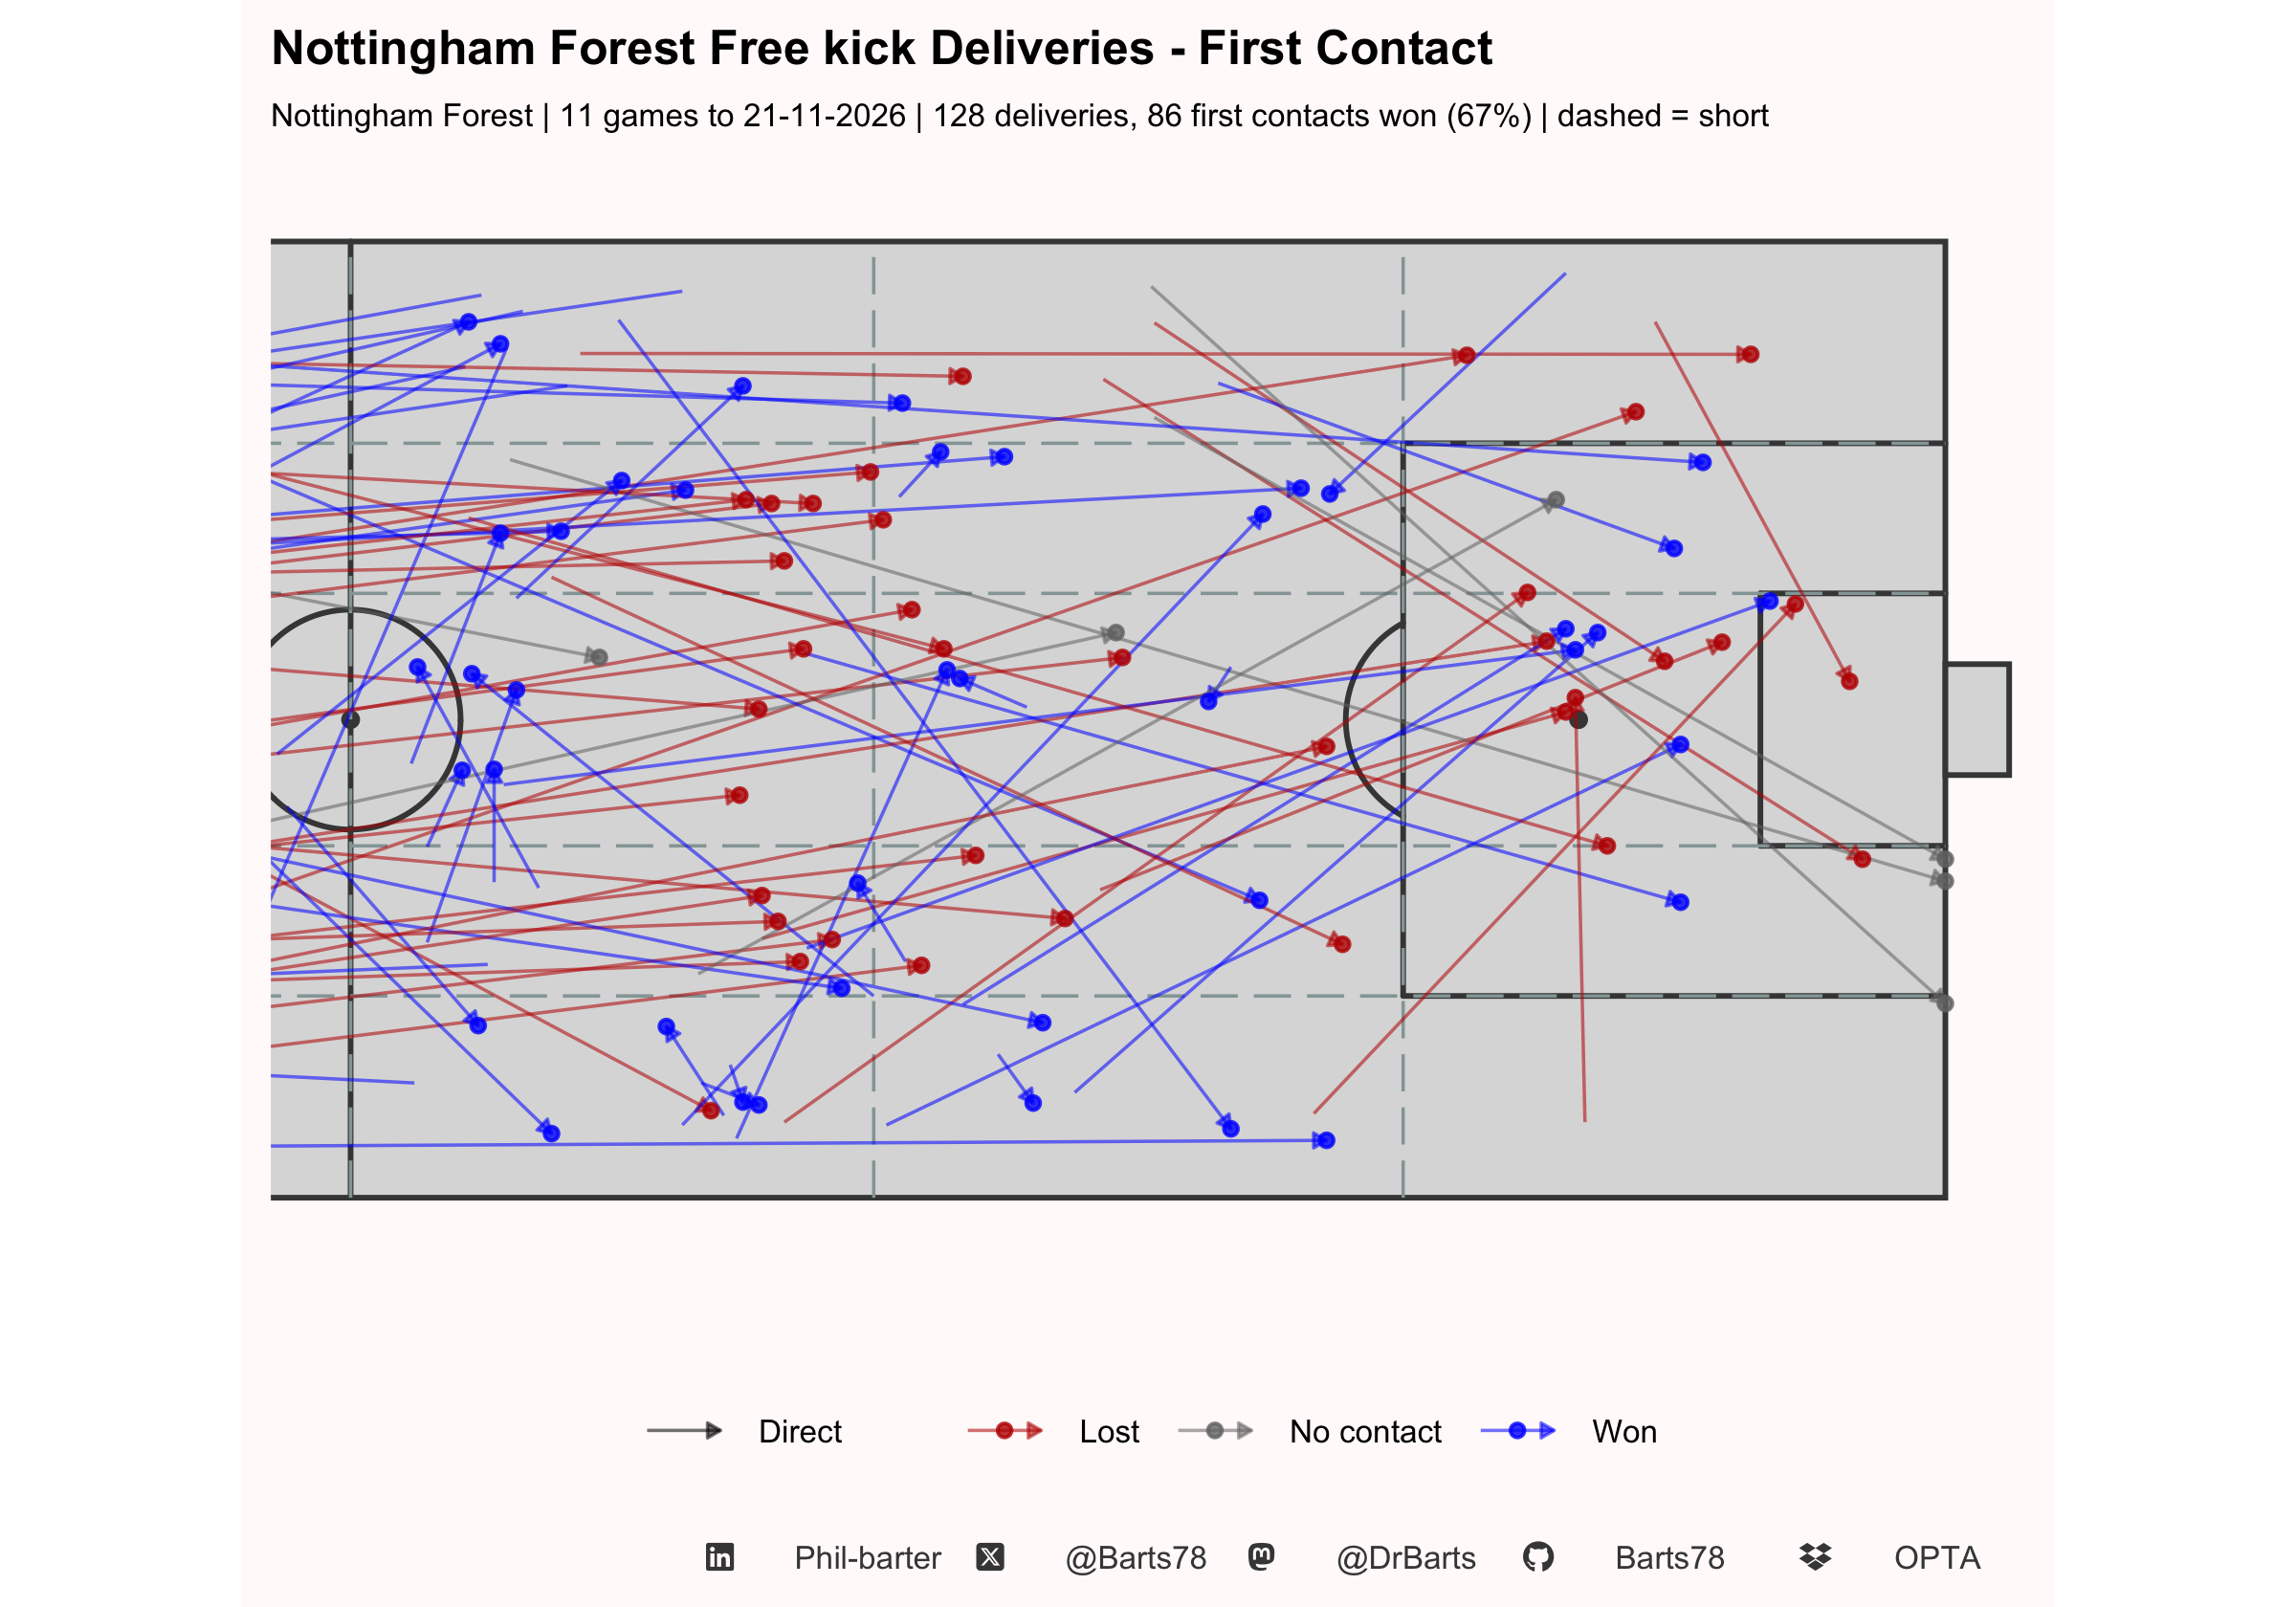 Nottingham Forest Free kick Deliveries - First Contact
Nottingham Forest | 11 games to 21-11-2026 | 128 deliveries, 86 first contacts won (67%) | dashed = short
Direct Lost No contact Won
Phil-barter @Barts78 @DrBarts Barts78 OPTA